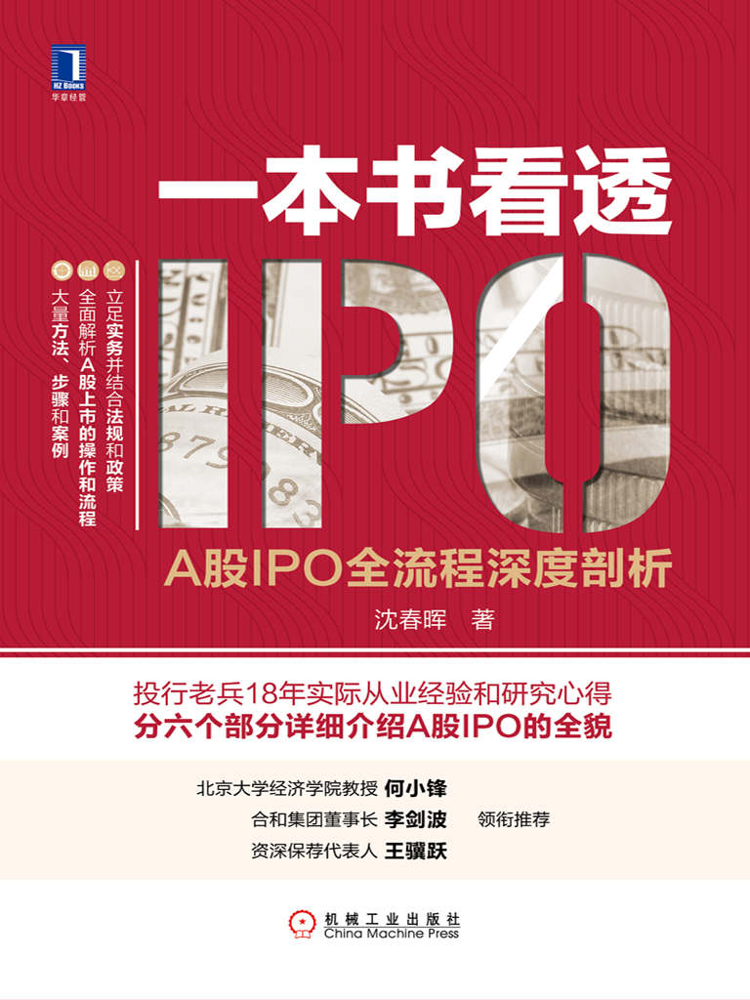 HZ BOOKS
华章经管
一本书看透
IPO
立足实务并结合法规和政策
全面解析A股上市的操作和流程
大量方法、步骤和案例
A股IPO全流程深度剖析
沈春晖 著
投行老兵18年实际从业经验和研究心得
分六个部分详细介绍A股IPO的全貌
北京大学经济学院教授 何小锋
合和集团董事长 李剑波 领衔推荐
资深保荐代表人 王骥跃
机械工业出版社
China Machine Press